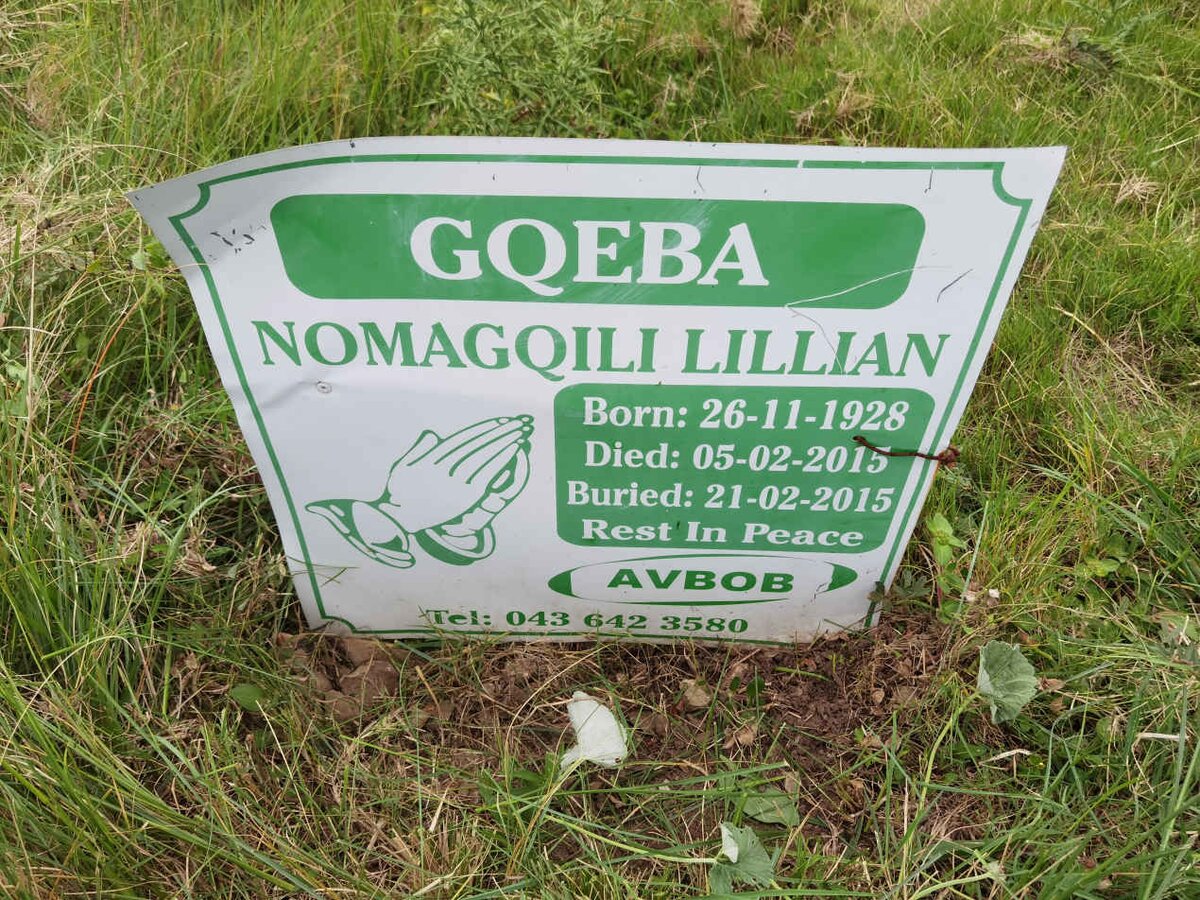 GQEBA
NOMAGQILI LILLIAN
Born: 26-11-1928
Died: 05-02-2015
Buried: 21-02-2015
Rest In Peace
AVBOB
Tel: 043 642 3580